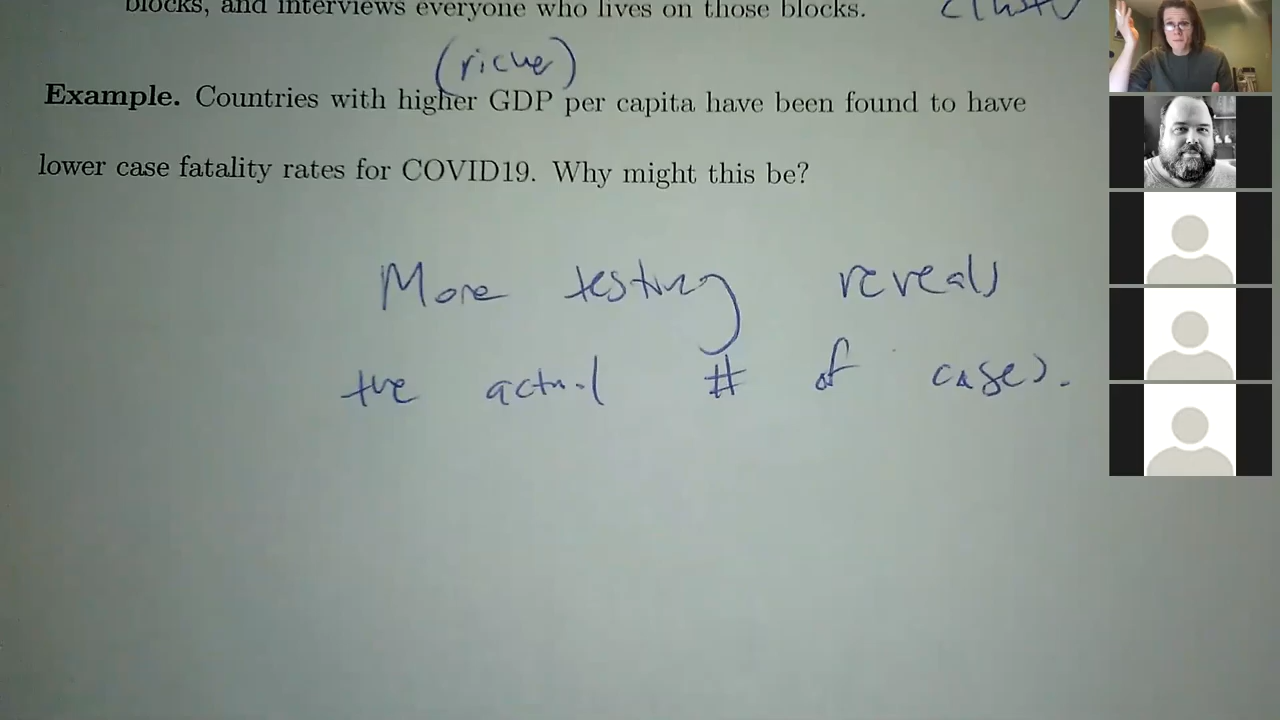 blocks, and interviews everyone who lives on those blocks.
(richer)
Example. Countries with higher GDP per capita have been found to have
lower case fatality rates for COVID19. Why might this be?
More testing reveals
the actual # of cases.